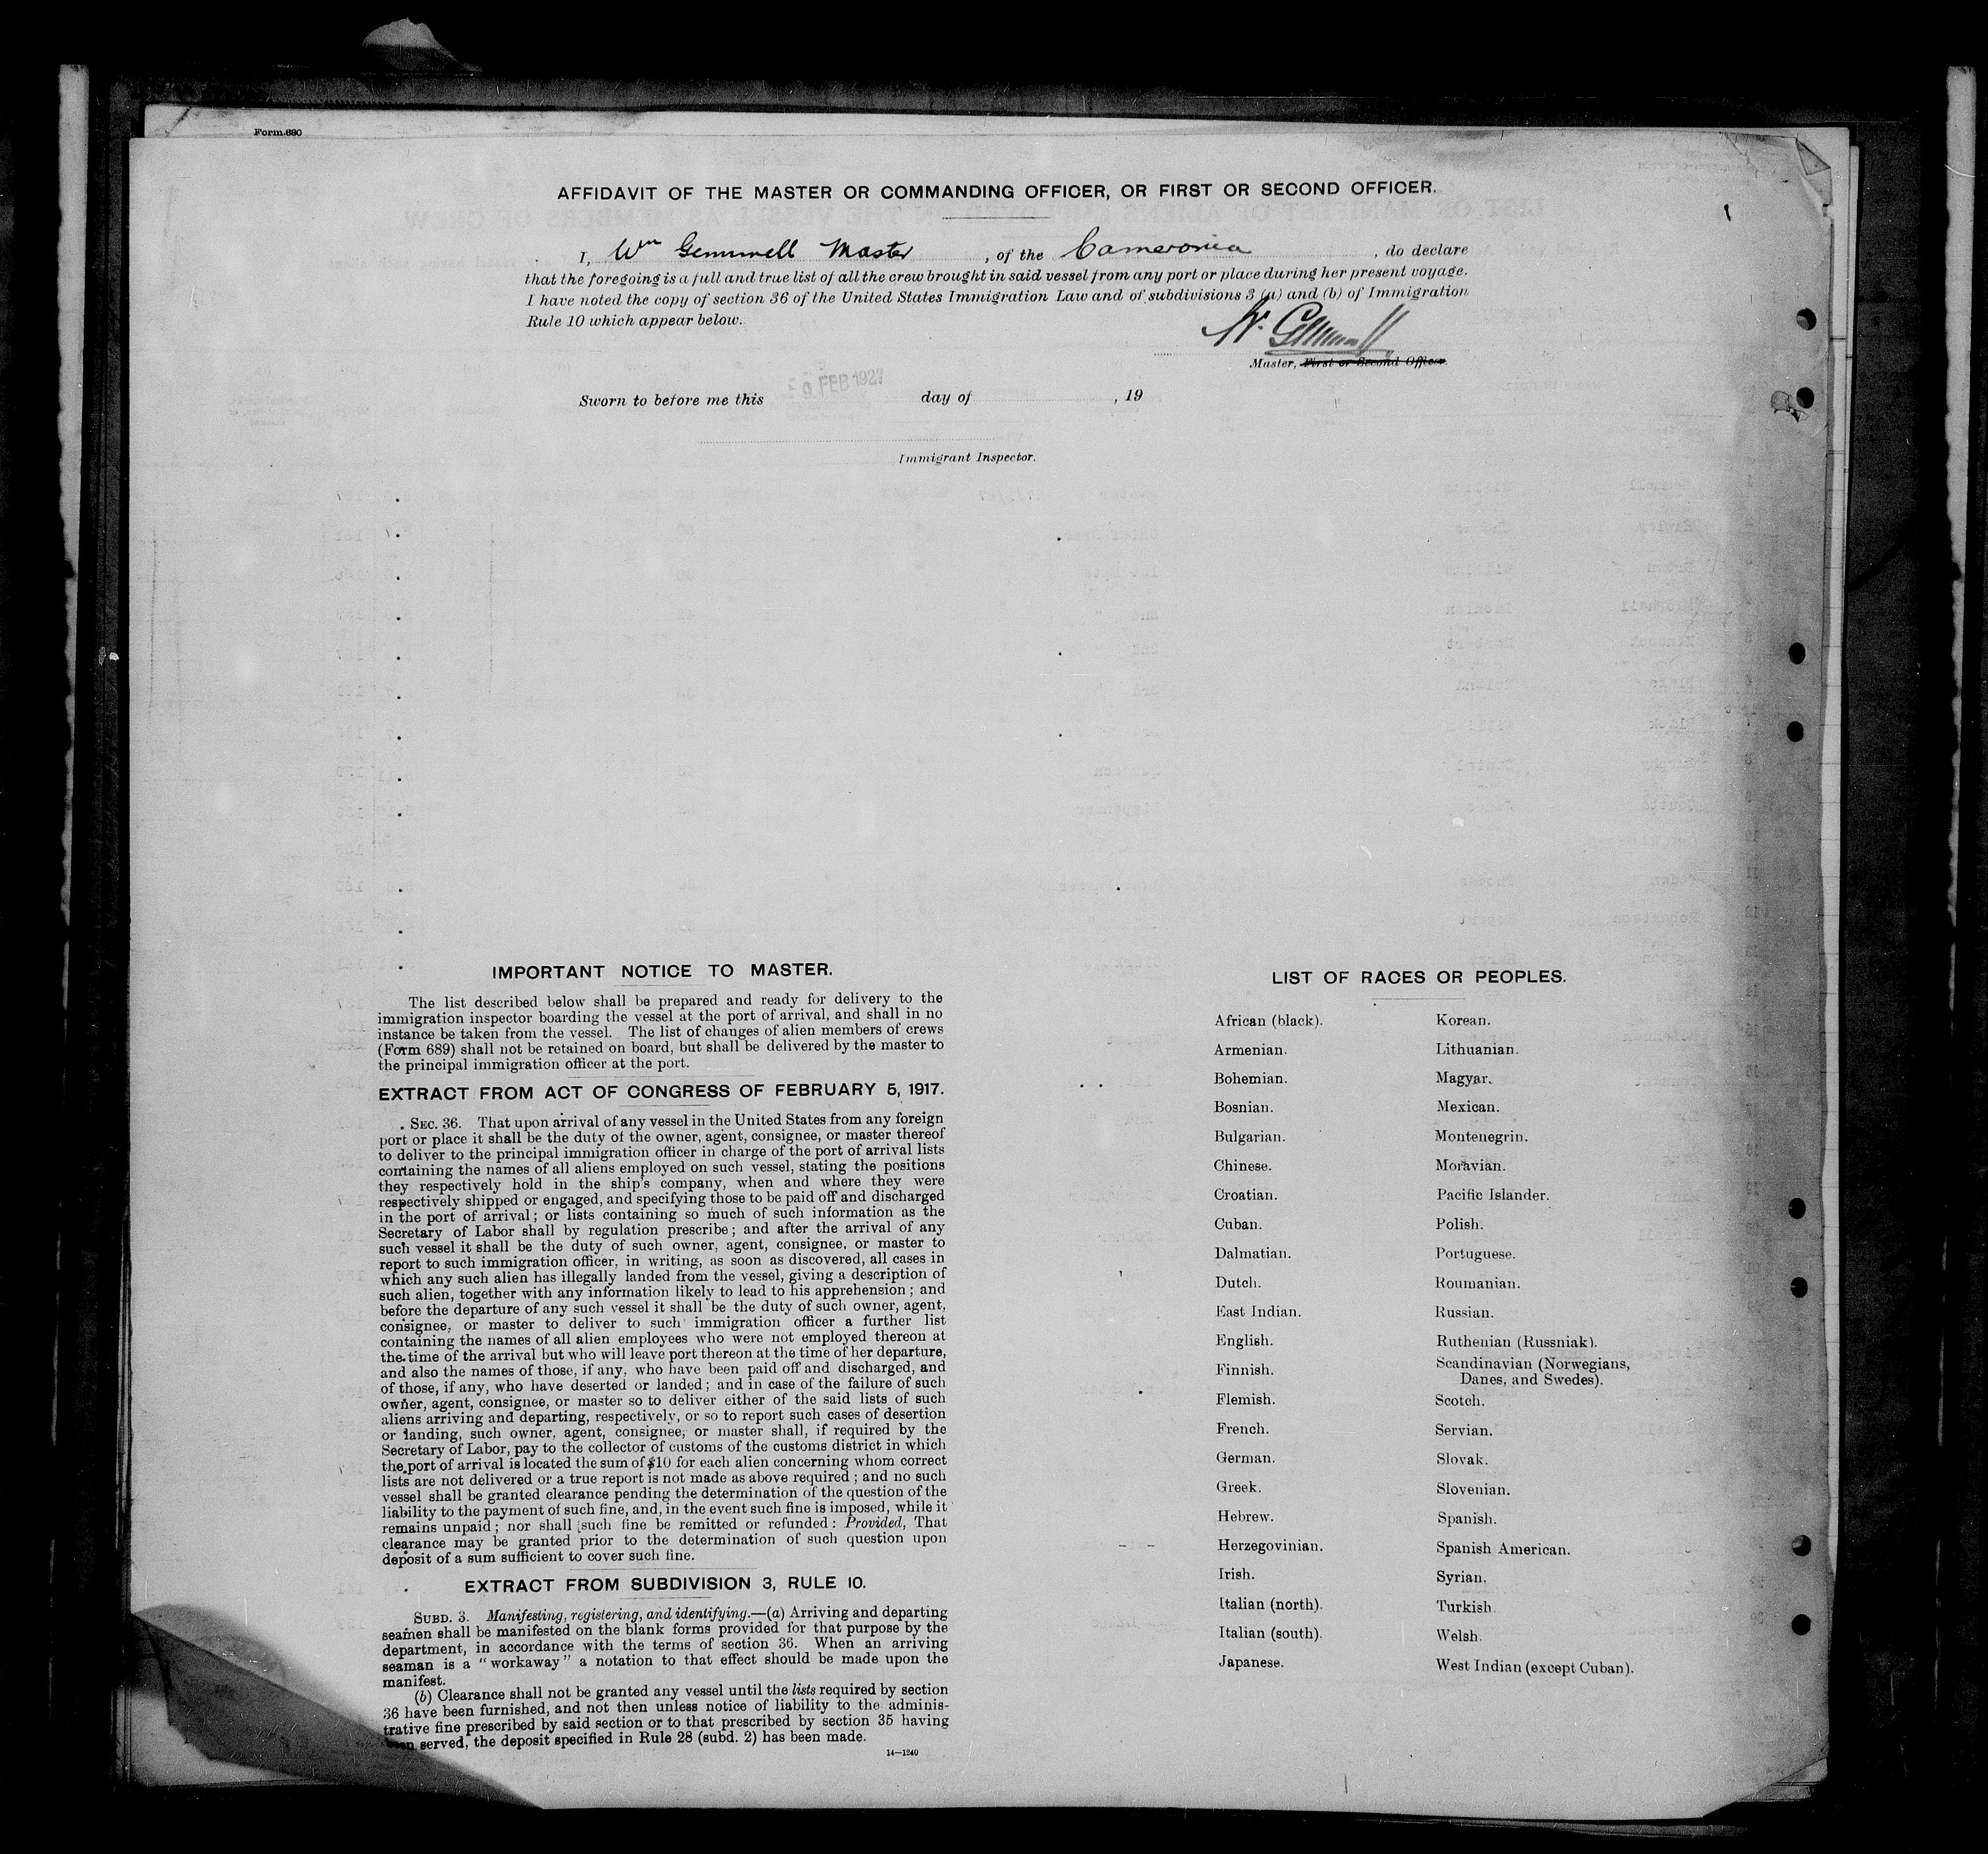 Form 680
AFFIDAVIT OF THE MASTER OR COMMANDING OFFICER, OR FIRST OR SECOND OFFICER.
I, Wm Gemmell Master, of the Cameronia, do declare
that the foregoing is a full and true list of all the crew brought in said vessel from any port or place during her present voyage.
I have noted the copy of section 36 of the United States Immigration Law and of subdivisions 3 (a) and (b) of Immigration
Rule 10 which appear below.
W. Gemmell
Master, First or Second Officer.
FEB 1927
Sworn to before me this day of , 19
Immigrant Inspector.
IMPORTANT NOTICE TO MASTER.
The list described below shall be prepared and ready for delivery to the
immigration inspector boarding the vessel at the port of arrival, and shall in no
instance be taken from the vessel. The list of changes of alien members of crews
(Form 689) shall not be retained on board, but shall be delivered by the master to
the principal immigration officer at the port.
EXTRACT FROM ACT OF CONGRESS OF FEBRUARY 5, 1917.
SEC. 36. That upon arrival of any vessel in the United States from any foreign
port or place it shall be the duty of the owner, agent, consignee, or master thereof
to deliver to the principal immigration officer in charge of the port of arrival lists
containing the names of all aliens employed on such vessel, stating the positions
they respectively hold in the ship's company, when and where they were
respectively shipped or engaged, and specifying those to be paid off and discharged
in the port of arrival; or lists containing so much of such information as the
Secretary of Labor shall by regulation prescribe; and after the arrival of any
such vessel it shall be the duty of such owner, agent, consignee, or master to
report to such immigration officer, in writing, as soon as discovered, all cases in
which any such alien has illegally landed from the vessel, giving a description of
such alien, together with any information likely to lead to his apprehension; and
before the departure of any such vessel it shall be the duty of such owner, agent,
consignee, or master to deliver to such immigration officer a further list
containing the names of all alien employees who were not employed thereon at
the time of the arrival but who will leave port thereon at the time of her departure,
and also the names of those, if any, who have been paid off and discharged, and
of those, if any, who have deserted or landed; and in case of the failure of such
owner, agent, consignee, or master so to deliver either of the said lists of such
aliens arriving and departing, respectively, or so to report such cases of desertion
or landing, such owner, agent, consignee, or master shall, if required by the
Secretary of Labor, pay to the collector of customs of the customs district in which
the port of arrival is located the sum of $10 for each alien concerning whom correct
lists are not delivered or a true report is not made as above required; and no such
vessel shall be granted clearance pending the determination of the question of the
liability to the payment of such fine, and, in the event such fine is imposed, while it
remains unpaid; nor shall such fine be remitted or refunded: Provided, That
clearance may be granted prior to the determination of such question upon
deposit of a sum sufficient to cover such fine.
EXTRACT FROM SUBDIVISION 3, RULE 10.
SUBD. 3. Manifesting, registering, and identifying.—(a) Arriving and departing
seamen shall be manifested on the blank forms provided for that purpose by the
department, in accordance with the terms of section 36. When an arriving
seaman is a "workaway" a notation to that effect should be made upon the
manifest.
(b) Clearance shall not be granted any vessel until the lists required by section
36 have been furnished, and not then unless notice of liability to the adminis-
trative fine prescribed by said section or to that prescribed by section 35 having
been served, the deposit specified in Rule 28 (subd. 2) has been made.
14—1240
LIST OF RACES OR PEOPLES.
African (black).
Armenian.
Bohemian.
Bosnian.
Bulgarian.
Chinese.
Croatian.
Cuban.
Dalmatian.
Dutch.
East Indian.
English.
Finnish.
Flemish.
French.
German.
Greek.
Hebrew.
Herzegovinian.
Irish.
Italian (north).
Italian (south).
Japanese.
Korean.
Lithuanian.
Magyar.
Mexican.
Montenegrin.
Moravian.
Pacific Islander.
Polish.
Portuguese.
Roumanian.
Russian.
Ruthenian (Russniak).
Scandinavian (Norwegians,
Danes, and Swedes).
Scotch.
Servian.
Slovak.
Slovenian.
Spanish.
Spanish American.
Syrian.
Turkish.
Welsh.
West Indian (except Cuban).